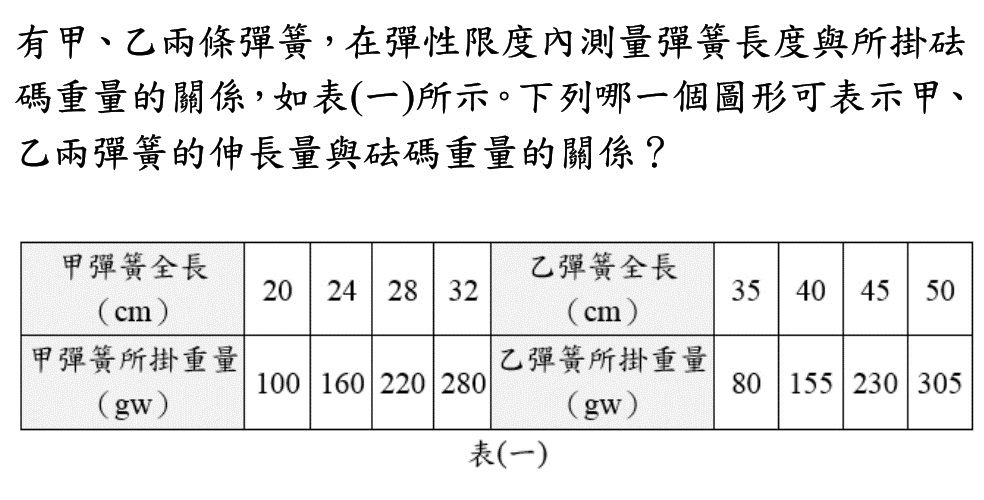 有甲、乙兩條彈簧，在彈性限度內測量彈簧長度與所掛砝
碼重量的關係，如表(一)所示。下列哪一個圖形可表示甲、
乙兩彈簧的伸長量與砝碼重量的關係？
甲彈簧全長（cm） 20 24 28 32 乙彈簧全長（cm） 35 40 45 50
甲彈簧所掛重量（gw） 100 160 220 280 乙彈簧所掛重量（gw） 80 155 230 305
表(一)